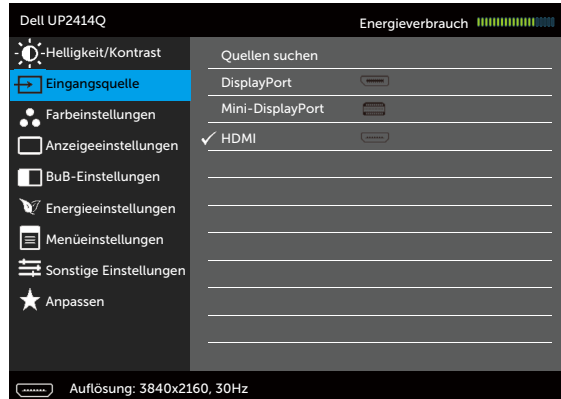 Dell UP2414Q
Energieverbrauch
Helligkeit/Kontrast
Eingangsquelle
Farbeinstellungen
Anzeigeeinstellungen
BuB-Einstellungen
Energieeinstellungen
Menüeinstellungen
Sonstige Einstellungen
Anpassen
Quellen suchen
DisplayPort
Mini-DisplayPort
HDMI
Auflösung: 3840x2160, 30Hz